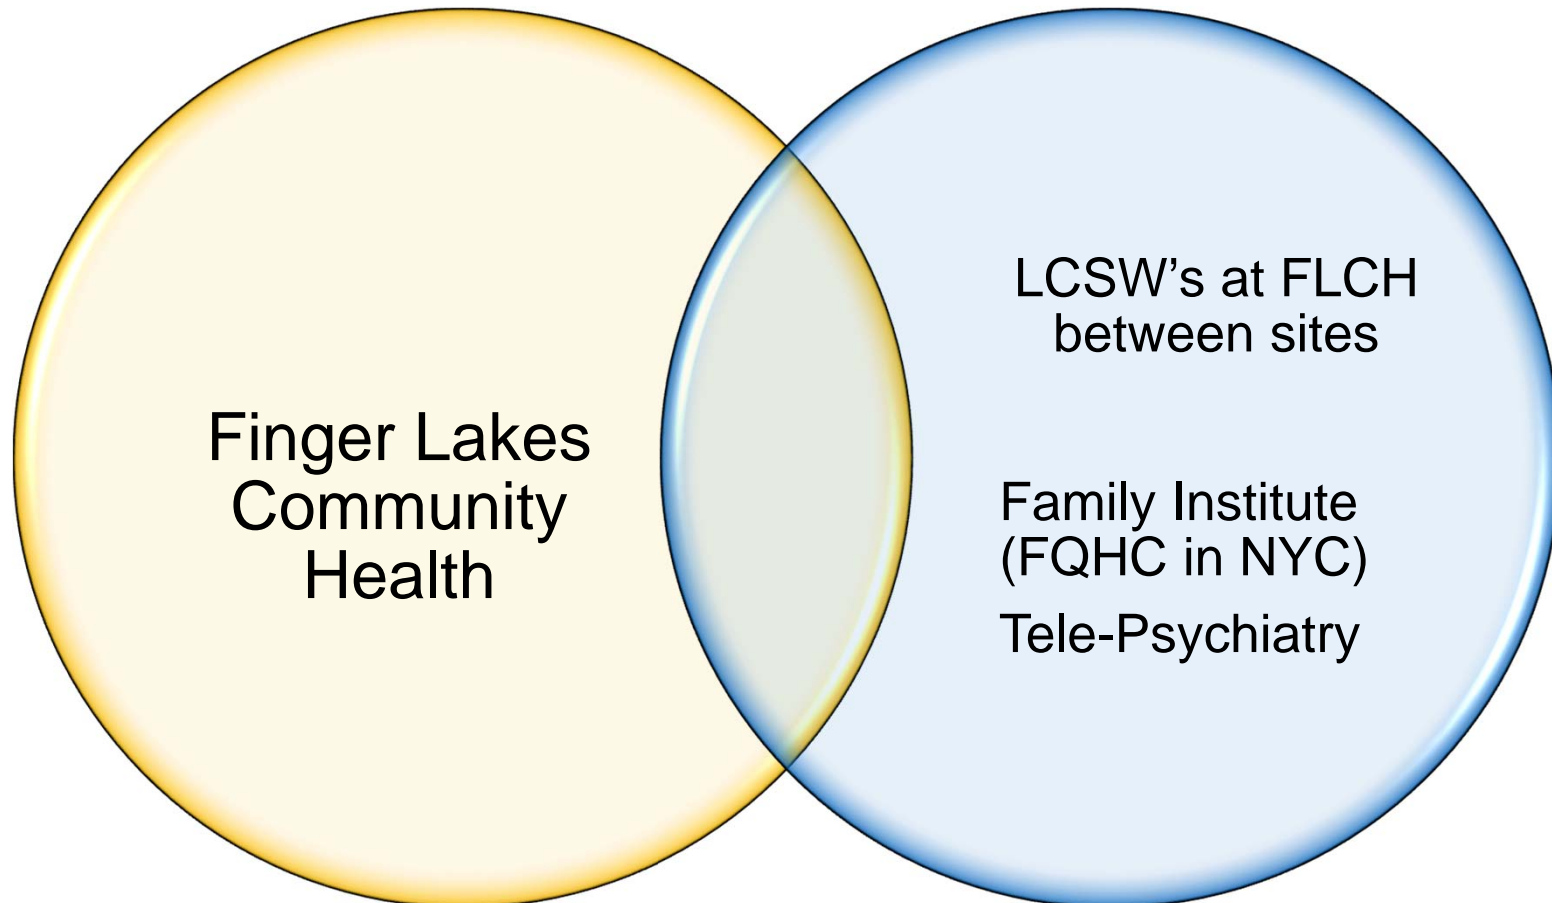 Finger Lakes
Community
Health
LCSW’s at FLCH
between sites
Family Institute
(FQHC in NYC)
Tele-Psychiatry